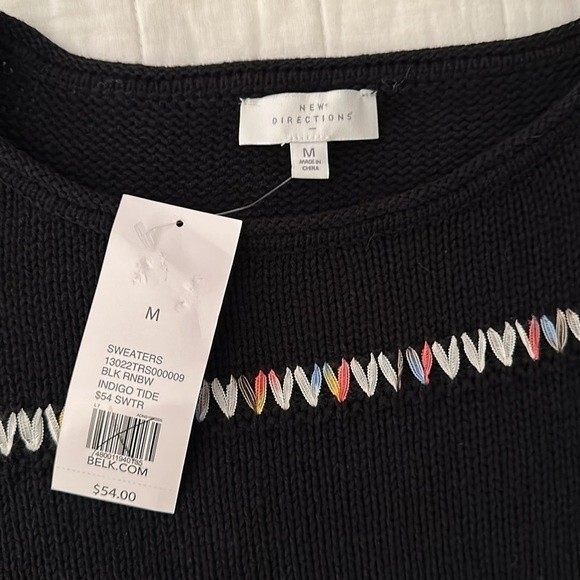 NEW
DIRECTIONS
M
MADE IN
CHINA
M
SWEATERS
13022TRS000009
BLK RNBW
INDIGO TIDE
$54 SWTR
BELK.COM
$54.00